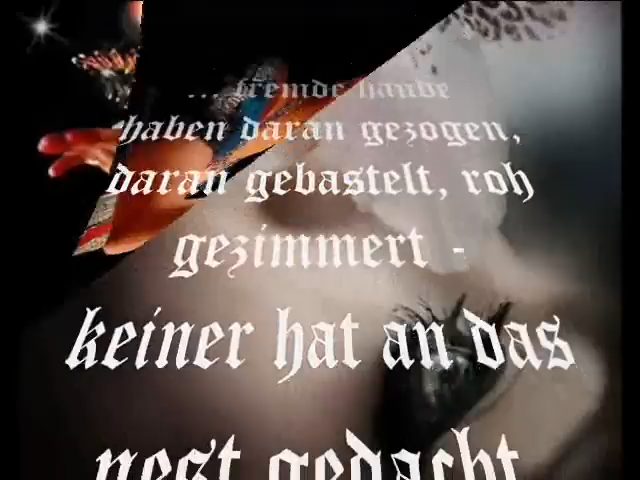 ... fremde hände
haben daran gezogen,
daran gebastelt, roh
gezimmert -
keiner hat an das
nest gedacht